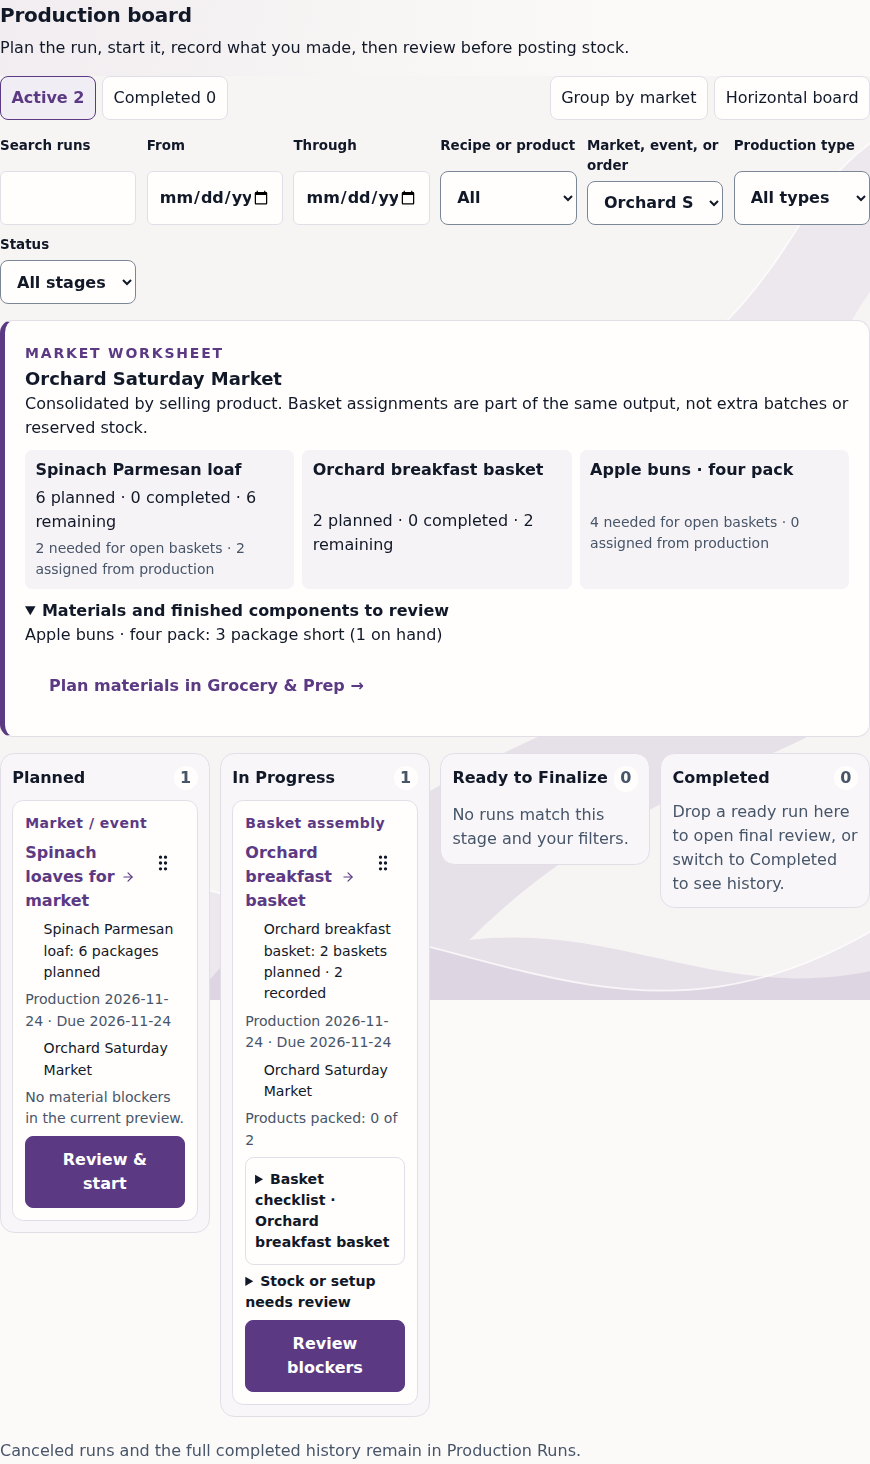 Production board
Plan the run, start it, record what you made, then review before posting stock.
Active 2
Completed 0
Group by market
Horizontal board
Search runs
From
Through
Recipe or product
Market, event, or
order
Production type
mm/dd/yy
mm/dd/yy
All
Orchard S
All types
Status
All stages
MARKET WORKSHEET
Orchard Saturday Market
Consolidated by selling product. Basket assignments are part of the same output, not extra batches or
reserved stock.
Spinach Parmesan loaf
6 planned · 0 completed · 6
remaining
2 needed for open baskets · 2
assigned from production
Orchard breakfast basket
2 planned · 0 completed · 2
remaining
Apple buns · four pack
4 needed for open baskets · 0
assigned from production
▼ Materials and finished components to review
Apple buns · four pack: 3 package short (1 on hand)
Plan materials in Grocery & Prep →
Planned
1
Market / event
Spinach
loaves for →
market
Spinach Parmesan
loaf: 6 packages
planned
Production 2026-11-
24 · Due 2026-11-24
Orchard Saturday
Market
No material blockers
in the current preview.
Review &
start
In Progress
1
Basket assembly
Orchard
breakfast →
basket
Orchard breakfast
basket: 2 baskets
planned · 2
recorded
Production 2026-11-
24 · Due 2026-11-24
Orchard Saturday
Market
Products packed: 0 of
2
▶ Basket
checklist ·
Orchard
breakfast basket
▶ Stock or setup
needs review
Review
blockers
Ready to Finalize
0
No runs match this
stage and your filters.
Completed
0
Drop a ready run here
to open final review, or
switch to Completed
to see history.
Canceled runs and the full completed history remain in Production Runs.